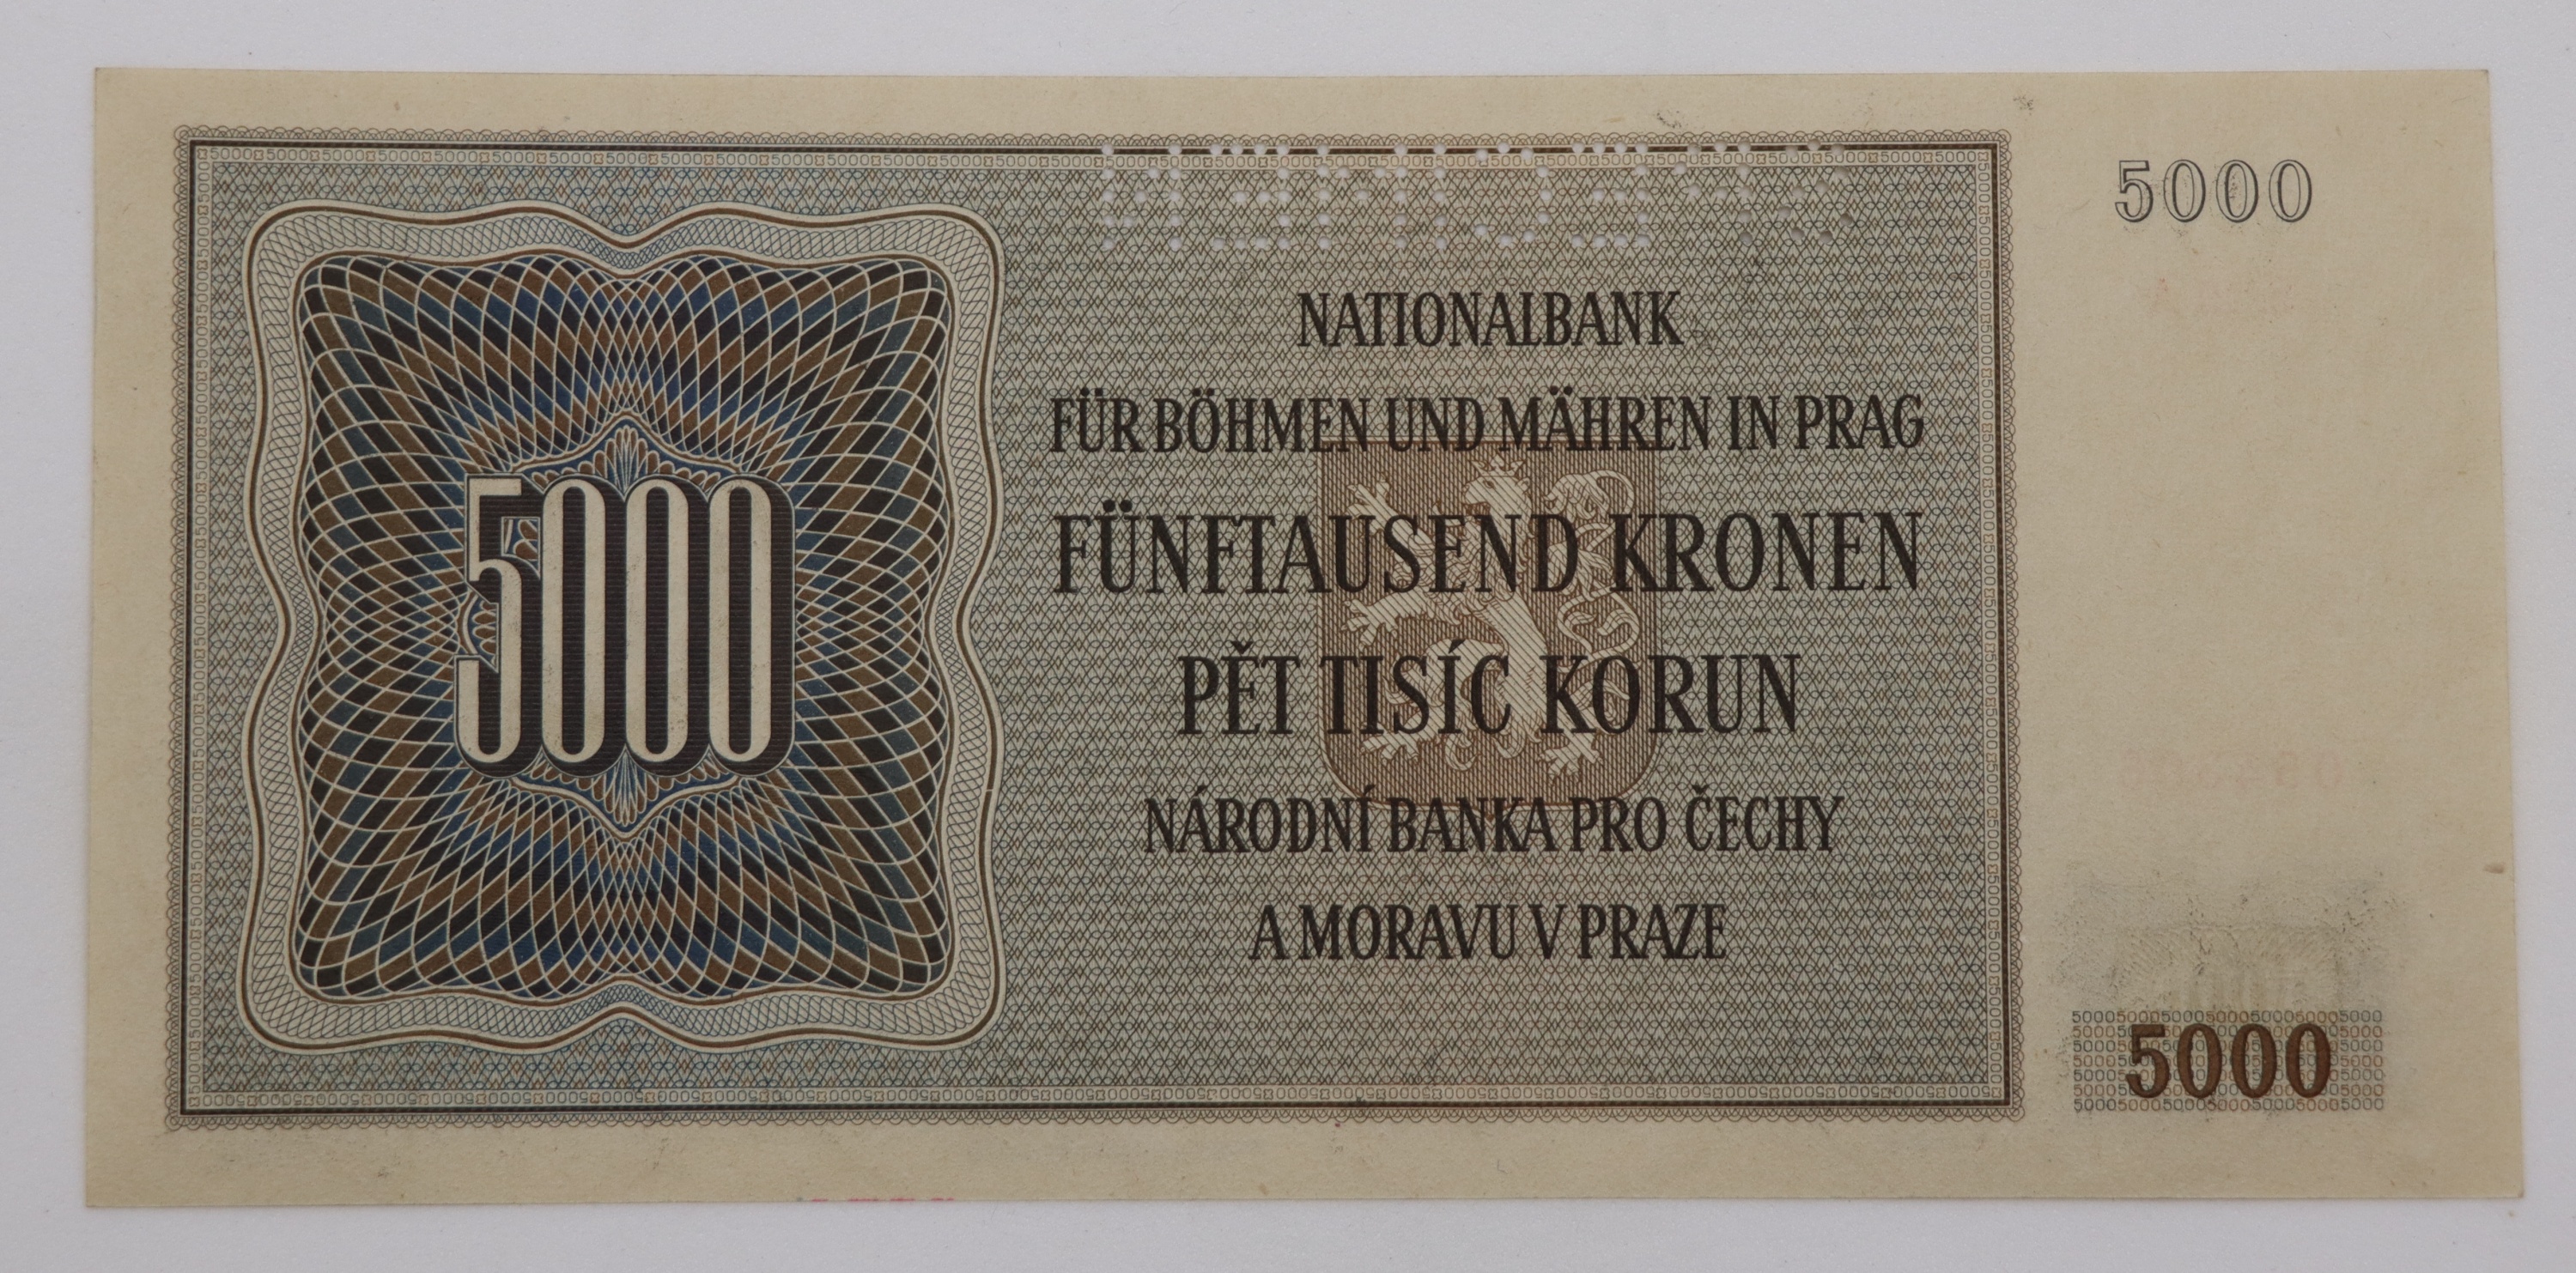 5000
NATIONALBANK
FÜR BÖHMEN UND MÄHREN IN PRAG
FÜNFTAUSEND KRONEN
5000
PĚT TISÍC KORUN
NÁRODNÍ BANKA PRO ČECHY
A MORAVU V PRAZE
5000